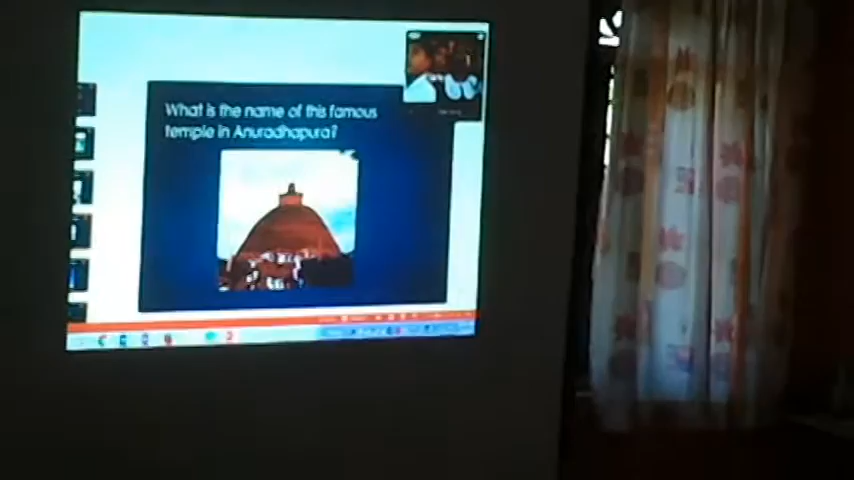 What is the name of this famous
temple in Anuradhapura?